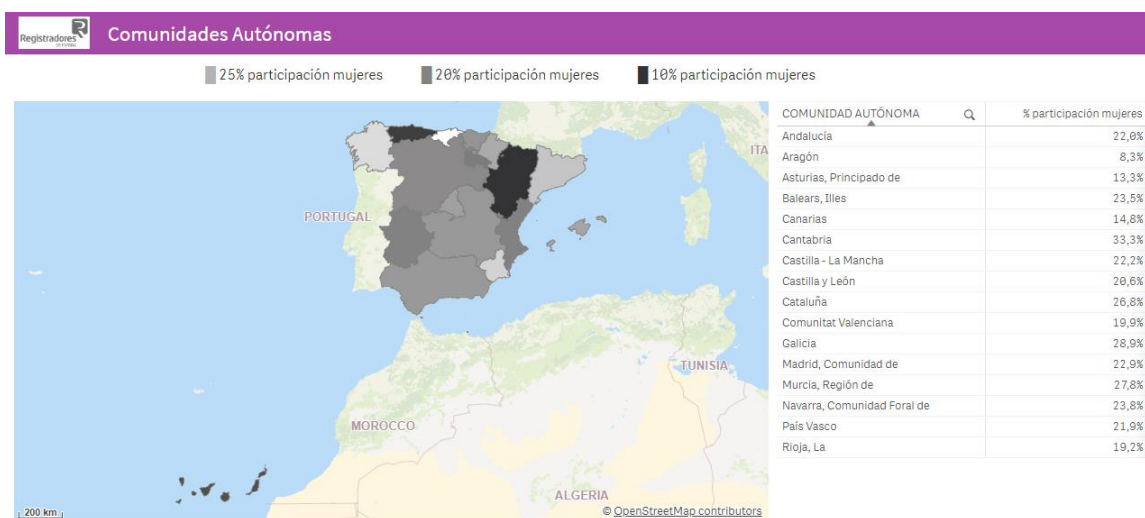 Registradores
DE ESPAÑA
Comunidades Autónomas
25% participación mujeres
20% participación mujeres
10% participación mujeres
ITA
PORTUGAL
TUNISIA
MOROCCO
ALGERIA
200 km
© OpenStreetMap contributors
COMUNIDAD AUTÓNOMA % participación mujeres
Andalucía 22,0%
Aragón 8,3%
Asturias, Principado de 13,3%
Balears, Illes 23,5%
Canarias 14,8%
Cantabria 33,3%
Castilla - La Mancha 22,2%
Castilla y León 20,6%
Cataluña 26,8%
Comunitat Valenciana 19,9%
Galicia 28,9%
Madrid, Comunidad de 22,9%
Murcia, Región de 27,8%
Navarra, Comunidad Foral de 23,8%
País Vasco 21,9%
Rioja, La 19,2%